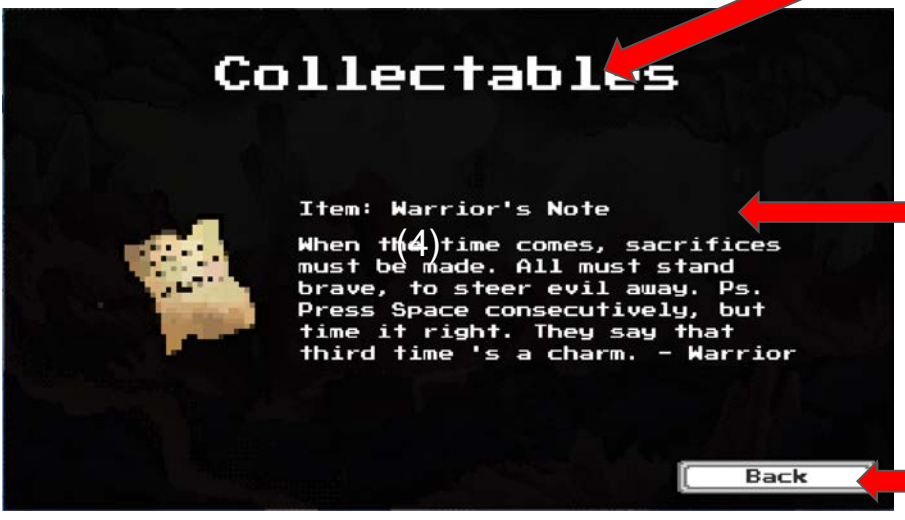 Collectables
Item: Warrior's Note
(4)
When the time comes, sacrifices
must be made. All must stand
brave, to steer evil away. Ps.
Press Space consecutively, but
time it right. They say that
third time 's a charm. - Warrior
Back